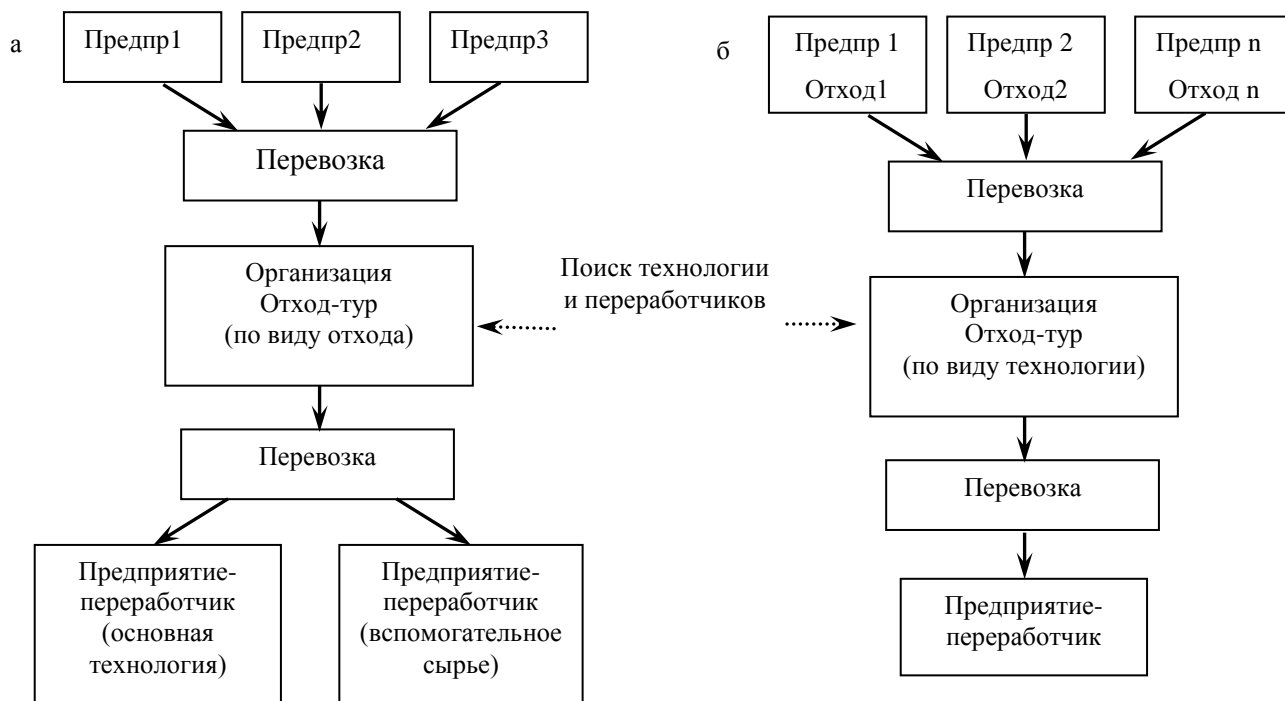 а
Предпр1
Предпр2
Предпр3
Перевозка
Организация
Отход-тур
(по виду отхода)
Перевозка
Предприятие-
переработчик
(основная
технология)
Предприятие-
переработчик
(вспомогательное
сырье)
Поиск технологии
и переработчиков
б
Предпр 1
Отход1
Предпр 2
Отход2
Предпр n
Отход n
Перевозка
Организация
Отход-тур
(по виду технологии)
Перевозка
Предприятие-
переработчик